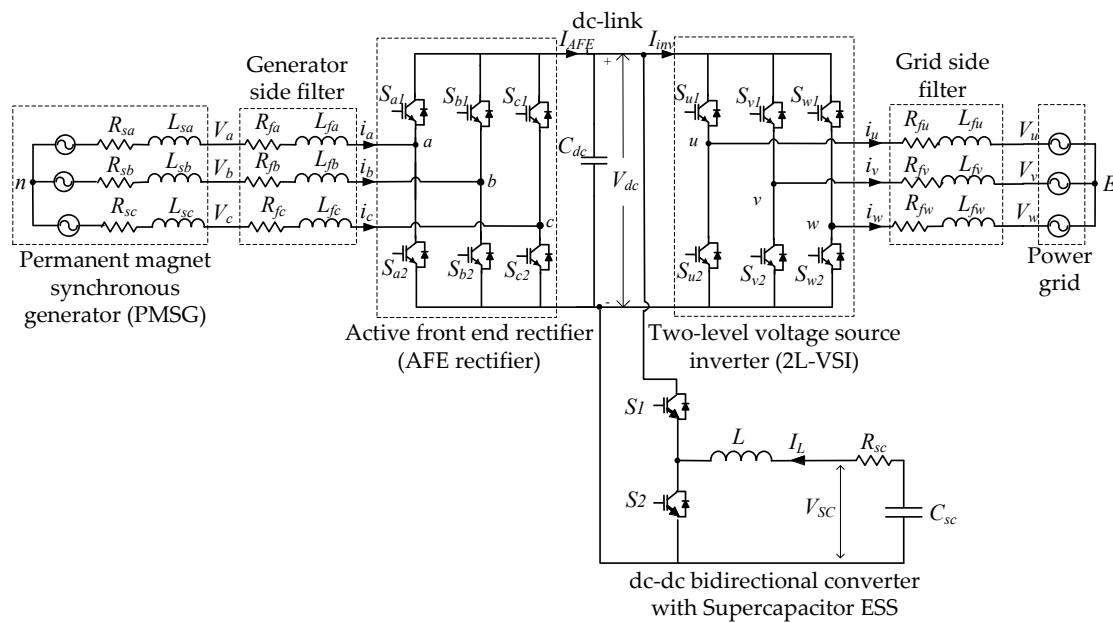 dc-link
I_AFE
I_inv
+
Generator
side filter
Grid side
filter
S_a1
S_b1
S_c1
S_u1
S_v1
S_w1
R_sa
L_sa
V_a
R_fa
L_fa
i_a
a
C_dc
V_dc
u
i_u
R_fu
L_fu
V_u
n
R_sb
L_sb
V_b
R_fb
L_fb
i_b
b
v
i_v
R_fv
L_fv
V_v
E
R_sc
L_sc
V_c
R_fc
L_fc
i_c
c
w
i_w
R_fw
L_fw
V_w
S_a2
S_b2
S_c2
S_u2
S_v2
S_w2
-
Permanent magnet
synchronous
generator (PMSG)
Power
grid
Active front end rectifier
(AFE rectifier)
Two-level voltage source
inverter (2L-VSI)
S1
L
I_L
R_sc
S2
V_SC
C_sc
dc-dc bidirectional converter
with Supercapacitor ESS